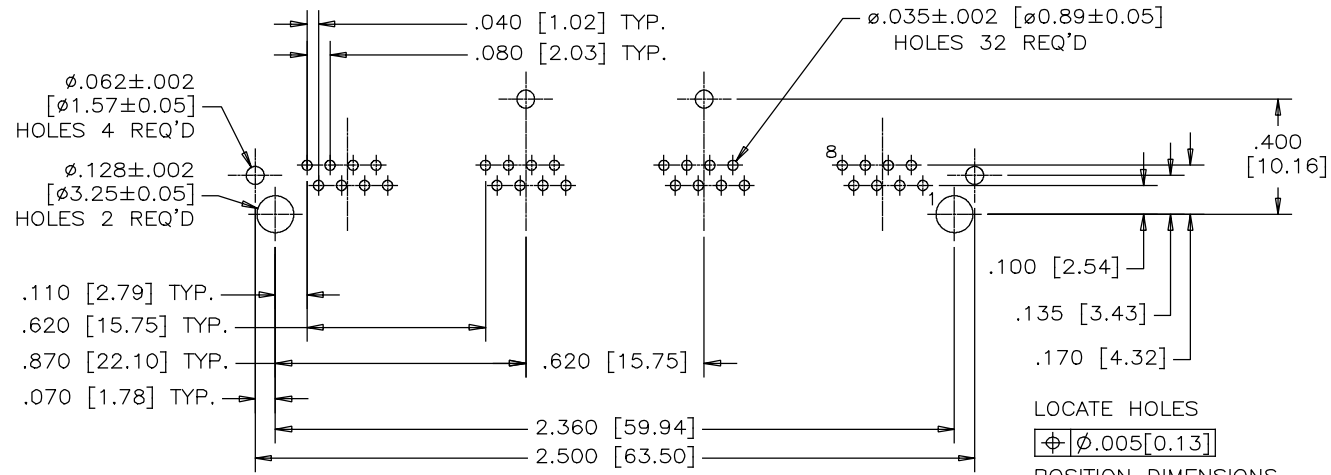 .040 [1.02] TYP.
.080 [2.03] TYP.
ø.035±.002 [ø0.89±0.05]
HOLES 32 REQ'D
ø.062±.002
[ø1.57±0.05]
HOLES 4 REQ'D
ø.128±.002
[ø3.25±0.05]
HOLES 2 REQ'D
8
1
.400
[10.16]
.100 [2.54]
.135 [3.43]
.170 [4.32]
.110 [2.79] TYP.
.620 [15.75] TYP.
.870 [22.10] TYP.
.620 [15.75]
.070 [1.78] TYP.
2.360 [59.94]
2.500 [63.50]
LOCATE HOLES
⌖ Ø.005[0.13]
POSITION DIMENSIONS